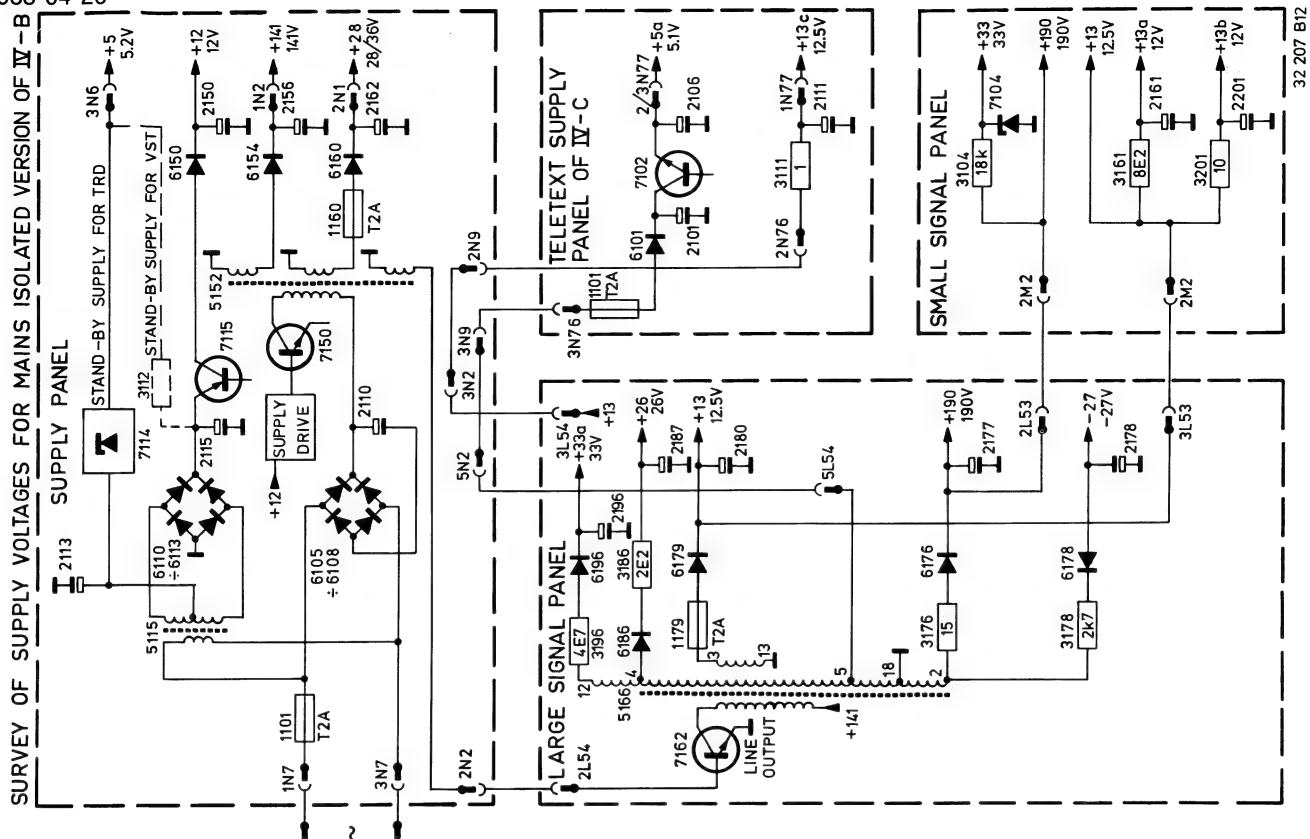 1988-04-20
SURVEY OF SUPPLY VOLTAGES FOR MAINS ISOLATED VERSION OF IV-B
SUPPLY PANEL
STAND-BY SUPPLY FOR TRD
STAND-BY SUPPLY FOR VST
3N6
+5
5.2V
+12
12V
+141
141V
+28
28/36V
2150
1N2
2156
2N1
2162
6150
6154
6160
1160
T2A
5152
3112
7115
7150
7114
2115
SUPPLY
DRIVE
+12
2110
2113
6110
÷6113
6105
÷6108
5115
1101
T2A
1N7
3N7
~
2N2
2N9
3N9
3N2
5N2
TELETEXT SUPPLY
PANEL OF IV-C
+5a
5.1V
+13c
12.5V
2/3N77
2106
1N77
2111
7102
3111
1
6101
2101
2N76
1101
T2A
3N76
SMALL SIGNAL PANEL
+33
33V
+190
190V
+13
12.5V
+13a
12V
+13b
12V
7104
2161
2201
3104
18k
3161
8E2
3201
10
2M2
2M2
32 207 B12
LARGE SIGNAL PANEL
3L54
+13
+33a
33V
+26
26V
+13
12.5V
+190
190V
-27
-27V
2L53
3L53
2187
2180
2177
2178
5L54
2196
6196
3186
2E2
6179
6176
6178
4E7
3196
6186
1179
T2A
3176
15
3178
2k7
12
4
3
13
5
18
2
5166
+141
7162
LINE
OUTPUT
2L54